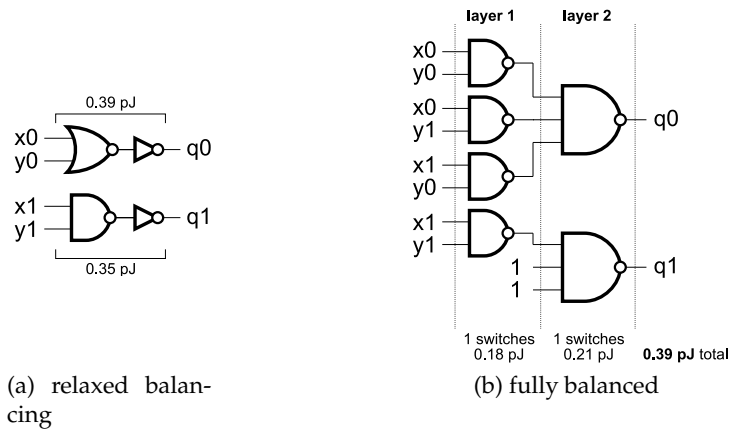 0.39 pJ
x0
y0
q0
x1
y1
q1
0.35 pJ
(a) relaxed balan-
cing
layer 1
layer 2
x0
y0
x0
y1
q0
x1
y0
x1
y1
1
1
q1
1 switches
0.18 pJ
1 switches
0.21 pJ
0.39 pJ total
(b) fully balanced